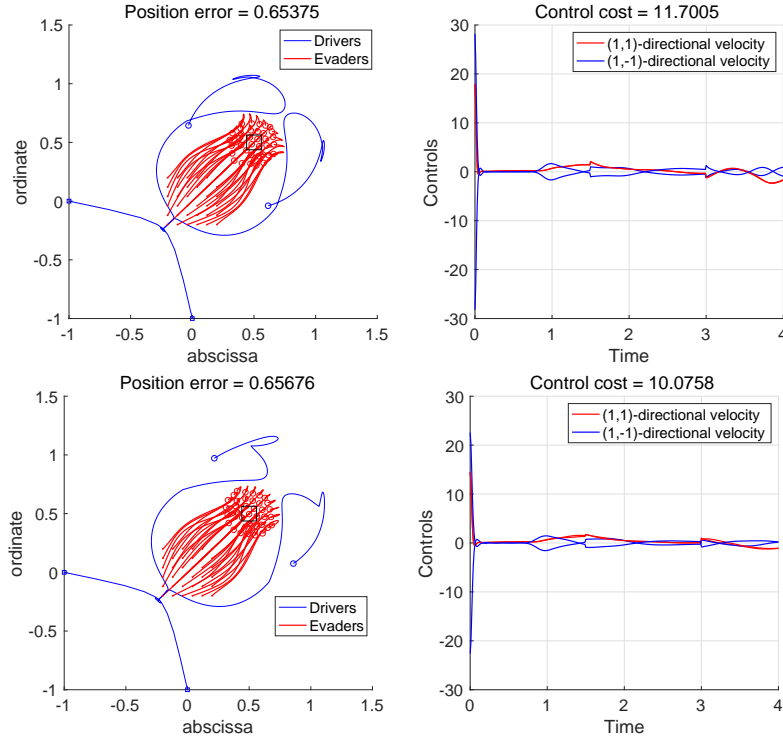 Position error = 0.65375
1.5
1
0.5
0
-0.5
-1
-1
-0.5
0
0.5
1
1.5
ordinate
abscissa
Drivers
Evaders
Control cost = 11.7005
30
20
10
0
-10
-20
-30
0
1
2
3
4
Controls
Time
(1,1)-directional velocity
(1,-1)-directional velocity
Position error = 0.65676
1.5
1
0.5
0
-0.5
-1
-1
-0.5
0
0.5
1
1.5
ordinate
abscissa
Drivers
Evaders
Control cost = 10.0758
30
20
10
0
-10
-20
-30
0
1
2
3
4
Controls
Time
(1,1)-directional velocity
(1,-1)-directional velocity